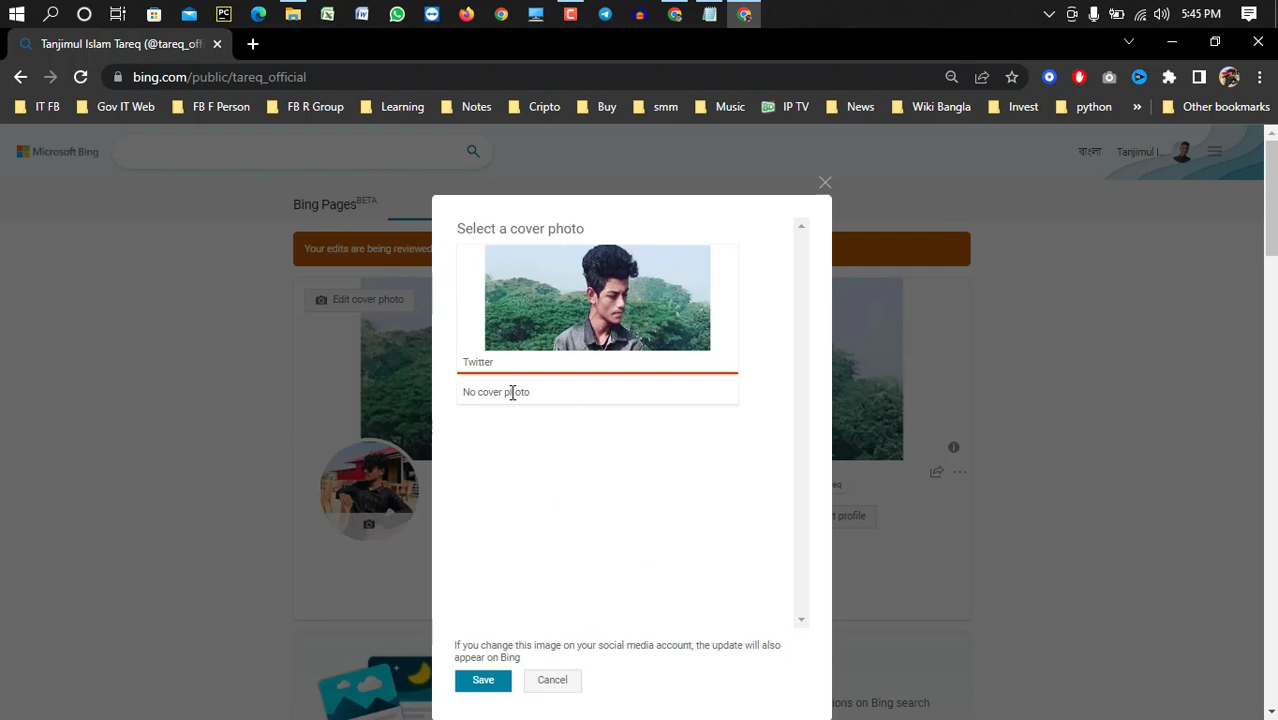 5:45 PM
Tanjimul Islam Tareq (@tareq_offi
bing.com/public/tareq_official
IT FB
Gov IT Web
FB F Person
FB R Group
Learning
Notes
Cripto
Buy
smm
Music
IP TV
News
Wiki Bangla
Invest
python
»
Other bookmarks
Microsoft Bing
বাংলা
Tanjimul I...
Bing Pages BETA
Your edits are being reviewed
Edit cover photo
Select a cover photo
Twitter
No cover photo
t profile
If you change this image on your social media account, the update will also
appear on Bing
Save
Cancel
ons on Bing search